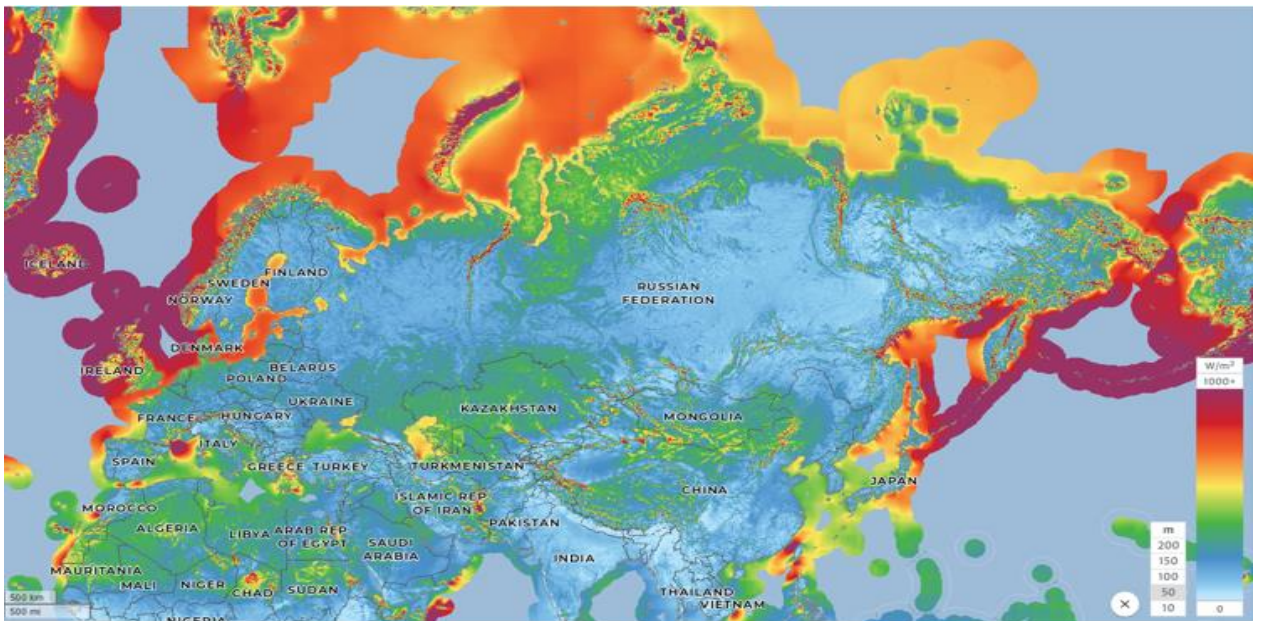 ICELAND
FINLAND
SWEDEN
NORWAY
RUSSIAN
FEDERATION
DENMARK
IRELAND
BELARUS
POLAND
UKRAINE
FRANCE
HUNGARY
KAZAKHSTAN
MONGOLIA
ITALY
SPAIN
GREECE
TURKEY
TURKMENISTAN
JAPAN
CHINA
ISLAMIC REP
OF IRAN
MOROCCO
PAKISTAN
ALGERIA
LIBYA
ARAB REP
OF EGYPT
SAUDI
ARABIA
INDIA
MAURITANIA
MALI
NIGER
CHAD
SUDAN
THAILAND
VIETNAM
NIGERIA
500 km
500 mi
W/m²
1000+
0
m
200
150
100
50
10